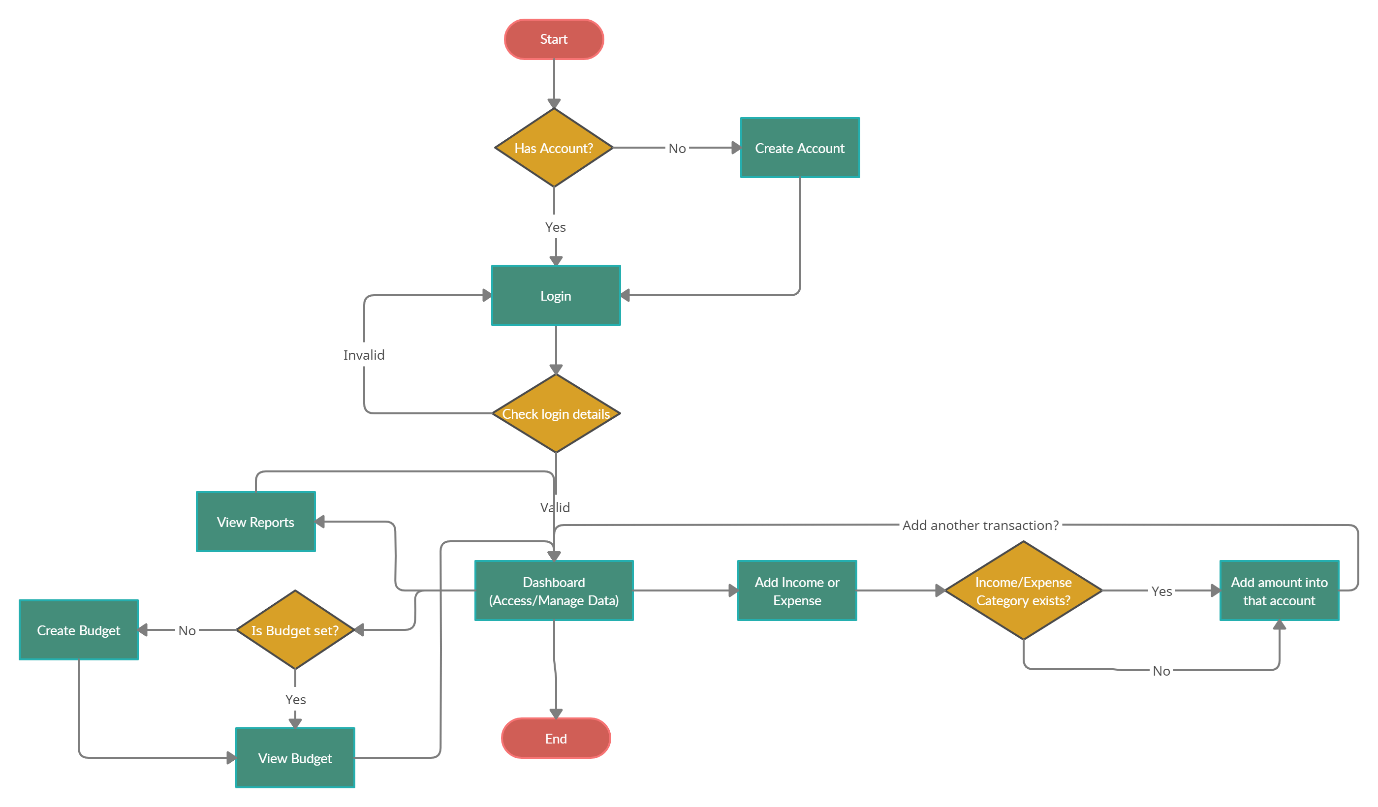 Start
Has Account?
No
Create Account
Yes
Login
Invalid
Check login details
Valid
View Reports
Add another transaction?
Dashboard
(Access/Manage Data)
Add Income or
Expense
Income/Expense
Category exists?
Yes
Add amount into
that account
Create Budget
No
Is Budget set?
No
Yes
End
View Budget